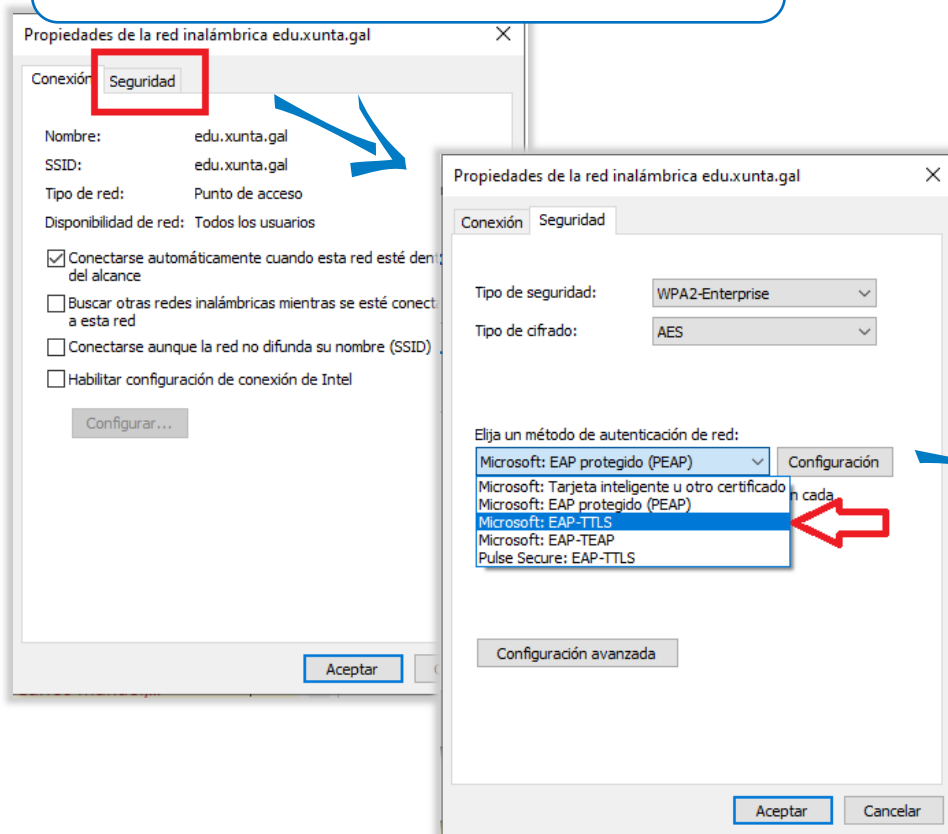 Propiedades de la red inalámbrica edu.xunta.gal
Conexión Seguridad
Nombre: edu.xunta.gal
SSID: edu.xunta.gal
Tipo de red: Punto de acceso
Disponibilidad de red: Todos los usuarios
Conectarse automáticamente cuando esta red esté
del alcance
Buscar otras redes inalámbricas mientras se esté
a esta red
Conectarse aunque la red no difunda su nombre (SSID)
Habilitar configuración de conexión de Intel
Configurar...
Aceptar
Propiedades de la red inalámbrica edu.xunta.gal
Conexión Seguridad
Tipo de seguridad: WPA2-Enterprise
Tipo de cifrado: AES
Elija un método de autenticación de red:
Microsoft: EAP protegido (PEAP) Configuración
Microsoft: Tarjeta inteligente u otro certificado
cada
Microsoft: EAP protegido (PEAP)
Microsoft: EAP-TTLS
Microsoft: EAP-TEAP
Pulse Secure: EAP-TTLS
Configuración avanzada
Aceptar Cancelar